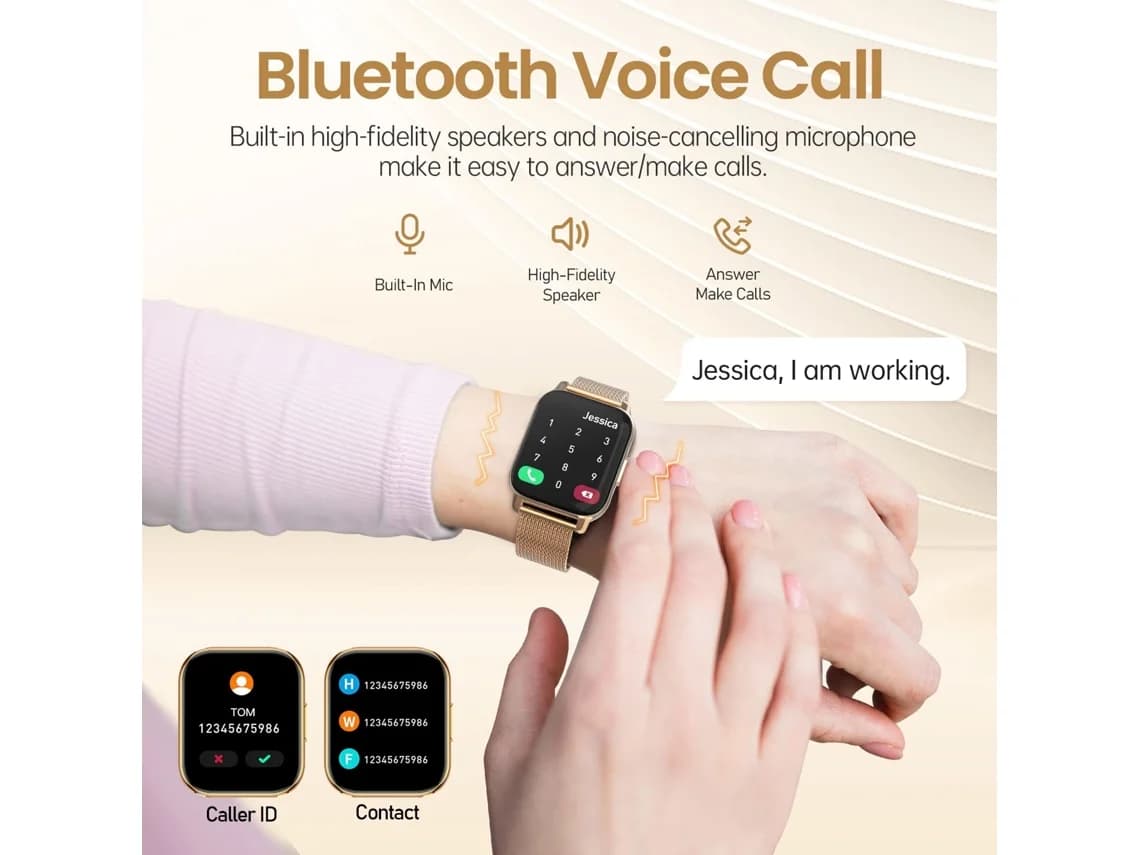 Bluetooth Voice Call
Built-in high-fidelity speakers and noise-cancelling microphone
make it easy to answer/make calls.
Built-In Mic
High-Fidelity
Speaker
Answer
Make Calls
Jessica, I am working.
Jessica
1 2 3
4 5 6
7 8 9
0
TOM
12345675986
H 12345675986
W 12345675986
F 12345675986
Caller ID
Contact